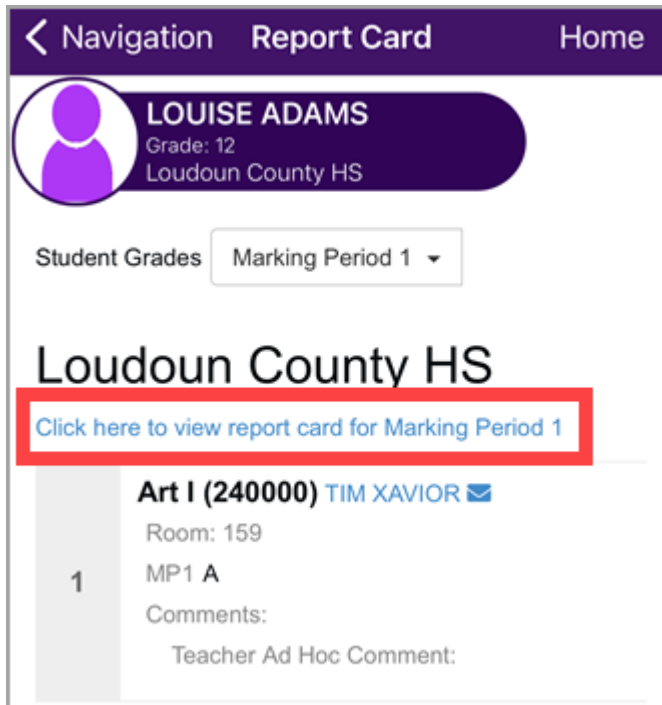 Navigation Report Card Home
LOUISE ADAMS
Grade: 12
Loudoun County HS
Student Grades Marking Period 1
Loudoun County HS
Click here to view report card for Marking Period 1
Art I (240000) TIM XAVIOR
Room: 159
1 MP1 A
Comments:
Teacher Ad Hoc Comment: